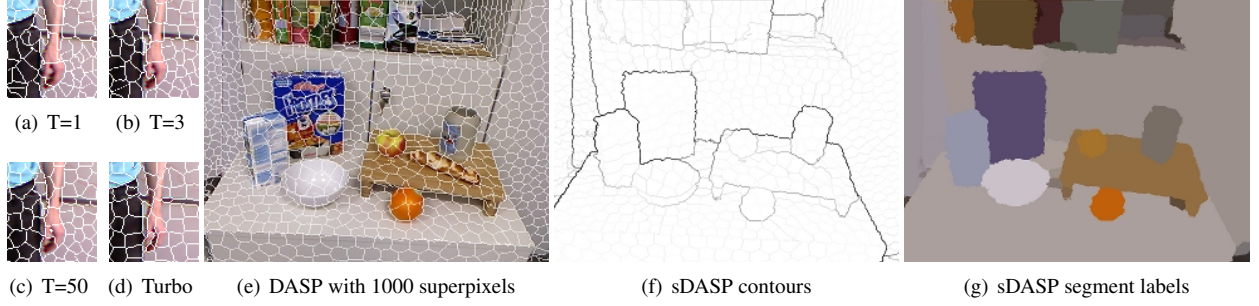 (a) T=1
(b) T=3
(c) T=50
(d) Turbo
(e) DASP with 1000 superpixels
(f) sDASP contours
(g) sDASP segment labels